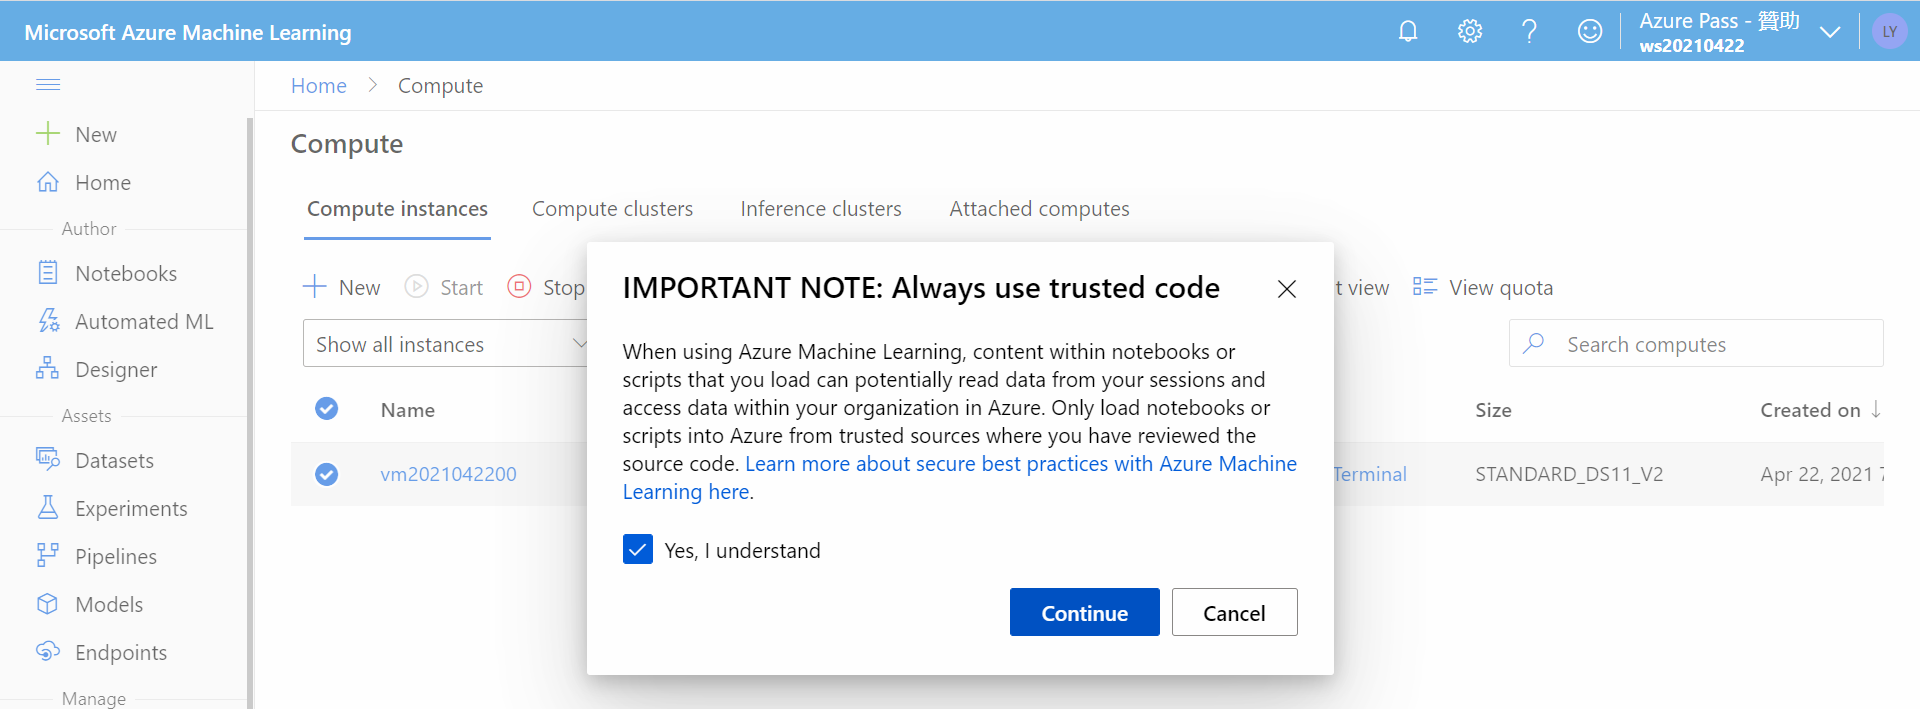 Microsoft Azure Machine Learning
Azure Pass - 贊助
ws20210422
LY
Home > Compute
New
Home
Author
Notebooks
Automated ML
Designer
Assets
Datasets
Experiments
Pipelines
Models
Endpoints
Manage
Compute
Compute instances Compute clusters Inference clusters Attached computes
New Start Stop t view View quota
Show all instances Search computes
Name Size Created on
vm2021042200 Terminal STANDARD_DS11_V2 Apr 22, 2021 7
IMPORTANT NOTE: Always use trusted code
When using Azure Machine Learning, content within notebooks or
scripts that you load can potentially read data from your sessions and
access data within your organization in Azure. Only load notebooks or
scripts into Azure from trusted sources where you have reviewed the
source code. Learn more about secure best practices with Azure Machine
Learning here.
Yes, I understand
Continue Cancel